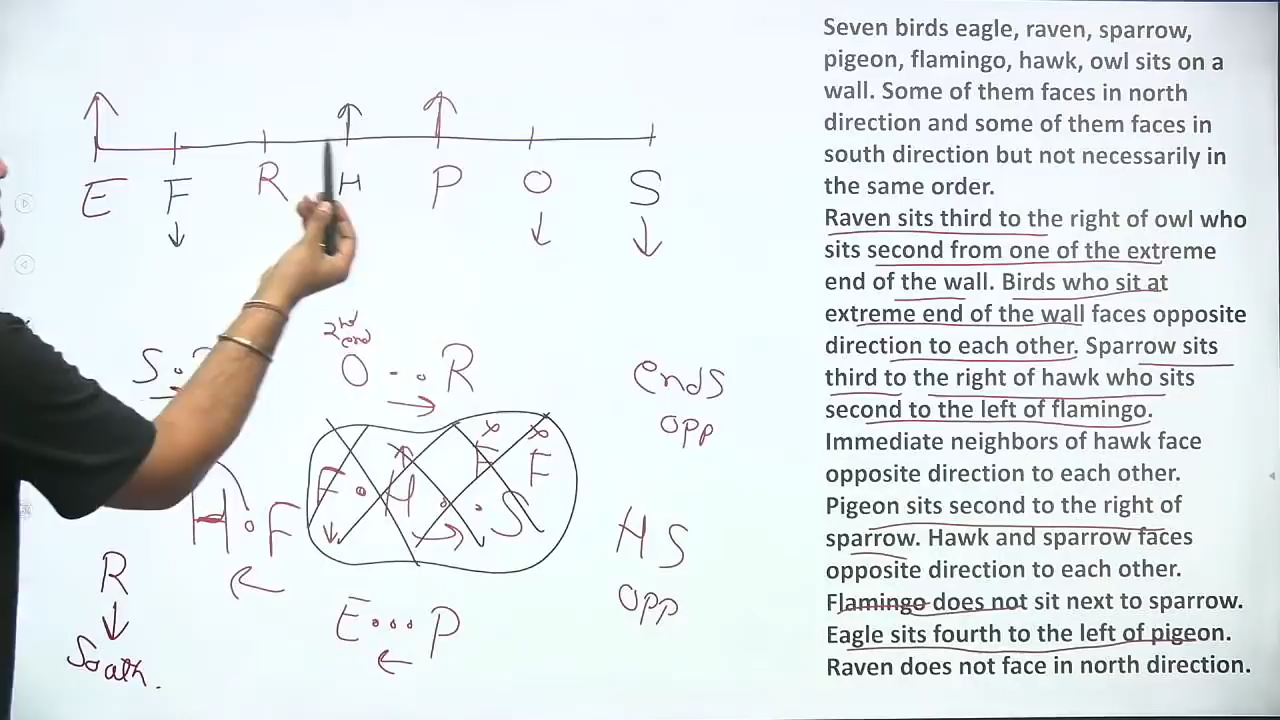 Seven birds eagle, raven, sparrow,
pigeon, flamingo, hawk, owl sits on a
wall. Some of them faces in north
direction and some of them faces in
south direction but not necessarily in
the same order.
Raven sits third to the right of owl who
sits second from one of the extreme
end of the wall. Birds who sit at
extreme end of the wall faces opposite
direction to each other. Sparrow sits
third to the right of hawk who sits
second to the left of flamingo.
Immediate neighbors of hawk face
opposite direction to each other.
Pigeon sits second to the right of
sparrow. Hawk and sparrow faces
opposite direction to each other.
Flamingo does not sit next to sparrow.
Eagle sits fourth to the left of pigeon.
Raven does not face in north direction.
E F R H P O S
2nd
end
S
O R
ends
opp
F H F
S
H F
H S
opp
E P
R
South.